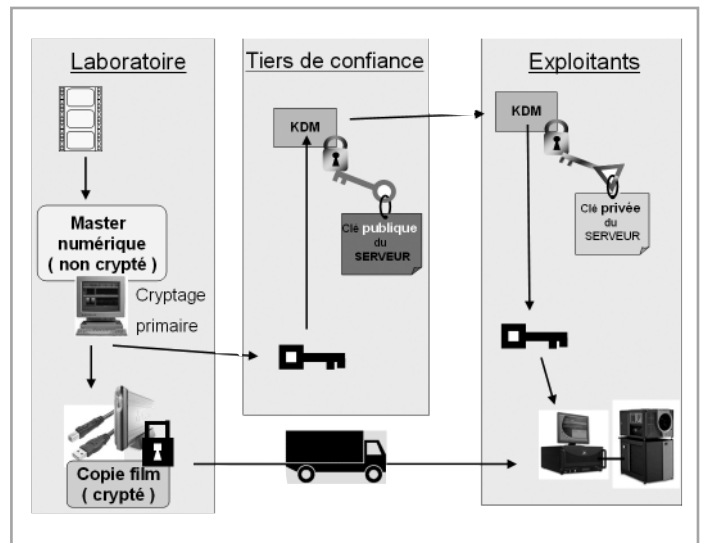 Laboratoire
Master
numérique
( non crypté )
Cryptage
primaire
Copie film
( crypté )
Tiers de confiance
KDM
Clé publique
du
SERVEUR
Exploitants
KDM
Clé privée
du
SERVEUR